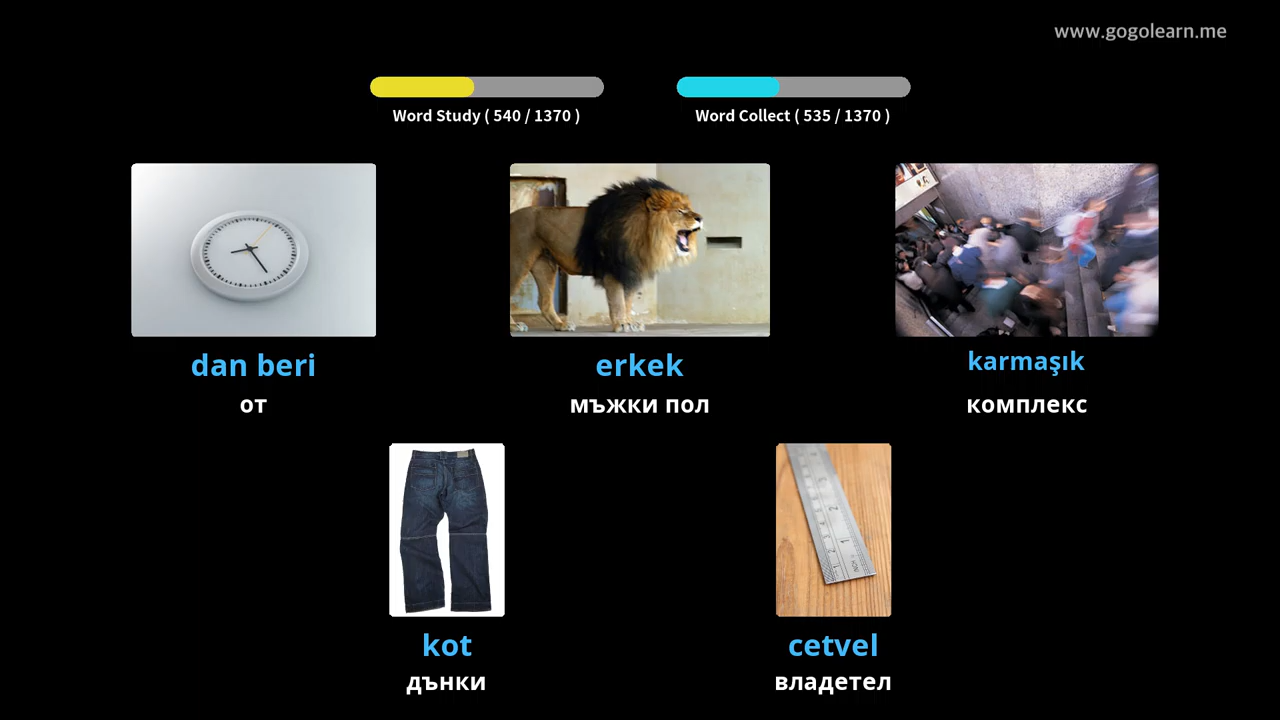 www.gogolearn.me
Word Study ( 540 / 1370 )
Word Collect ( 535 / 1370 )
dan beri
от
erkek
мъжки пол
karmaşık
комплекс
kot
дънки
cetvel
владетел